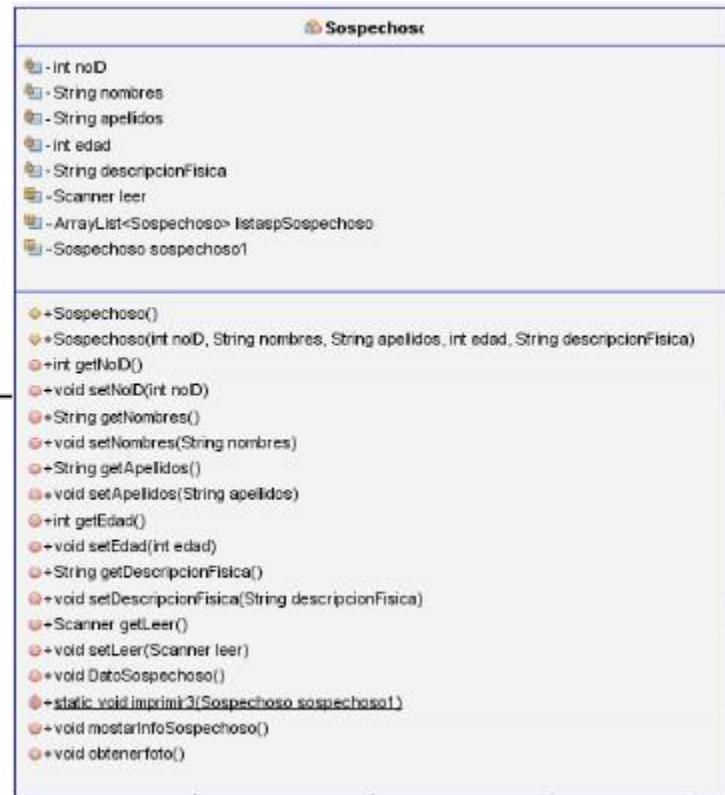 Sospechoso
- int noID
- String nombres
- String apellidos
- int edad
- String descripcionFisica
- Scanner leer
- ArrayList<Sospechoso> listaspSospechoso
- Sospechoso sospechoso1
+Sospechoso()
+Sospechoso(int noID, String nombres, String apellidos, int edad, String descripcionFisica)
+int getNoID()
+void setNoID(int noID)
+String getNombres()
+void setNombres(String nombres)
+String getApellidos()
+void setApellidos(String apellidos)
+int getEdad()
+void setEdad(int edad)
+String getDescripcionFisica()
+void setDescripcionFisica(String descripcionFisica)
+Scanner getLeer()
+void setLeer(Scanner leer)
+void DatoSospechoso()
+static void imprimir3(Sospechoso sospechoso1)
+void mostarInfoSospechoso()
+void obtenerfoto()